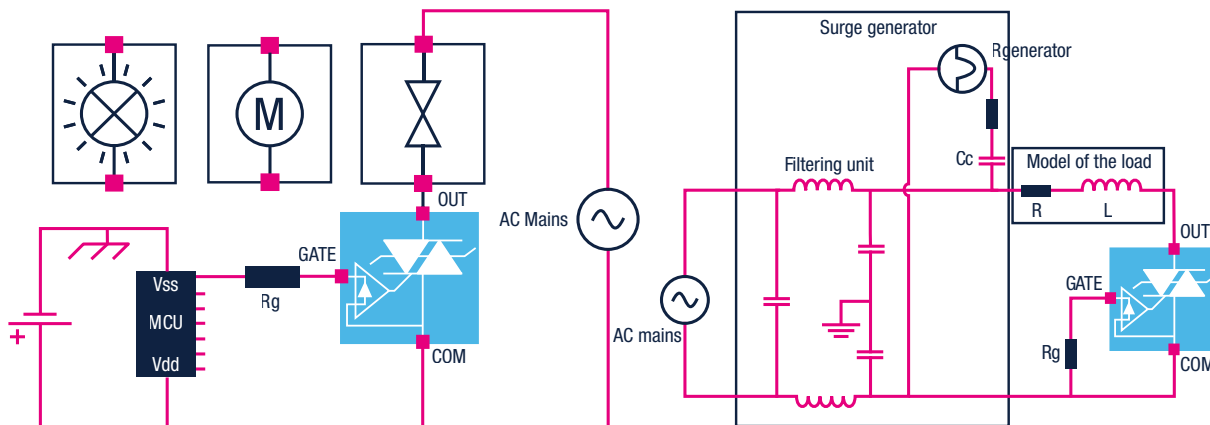 M
OUT
AC Mains
GATE
Vss
Rg
MCU
+
Vdd
COM
Surge generator
Rgenerator
Cc
Filtering unit
Model of the load
R
L
OUT
GATE
AC mains
Rg
COM